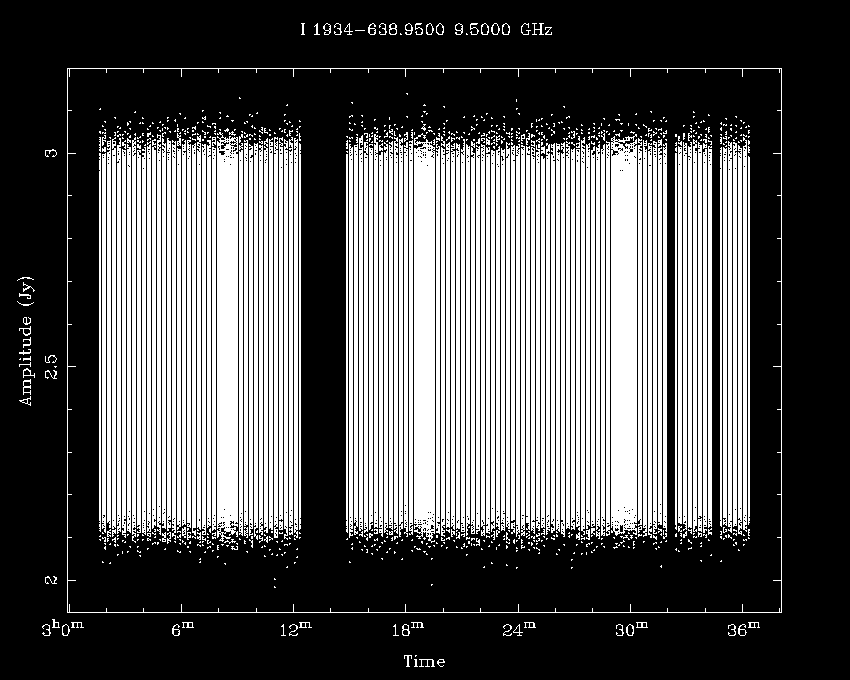 I 1934−638.9500 9.5000 GHz
3
2.5
2
Amplitude (Jy)
3ʰ0ᵐ 6ᵐ 12ᵐ 18ᵐ 24ᵐ 30ᵐ 36ᵐ
Time